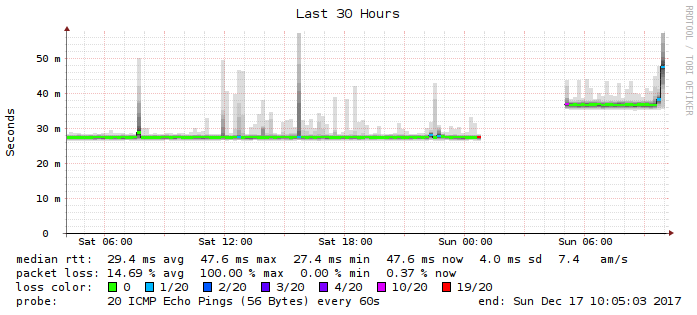 Last 30 Hours
RRDTOOL / TOBI OETIKER
Seconds
50 m
40 m
30 m
20 m
10 m
0
Sat 06:00 Sat 12:00 Sat 18:00 Sun 00:00 Sun 06:00
median rtt: 29.4 ms avg 47.6 ms max 27.4 ms min 47.6 ms now 4.0 ms sd 7.4 am/s
packet loss: 14.69 % avg 100.00 % max 0.00 % min 0.37 % now
loss color: 0 1/20 2/20 3/20 4/20 10/20 19/20
probe: 20 ICMP Echo Pings (56 Bytes) every 60s end: Sun Dec 17 10:05:03 2017